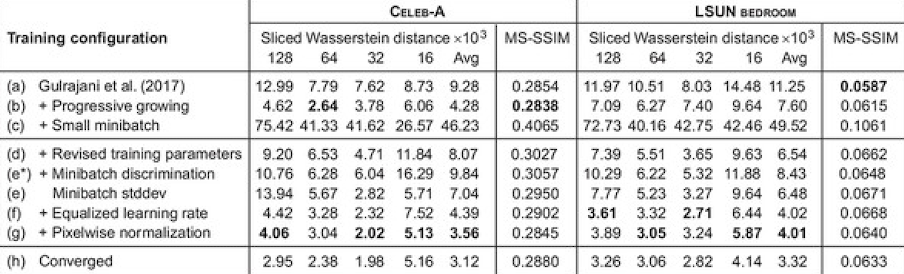 CELEB-A LSUN BEDROOM
Training configuration Sliced Wasserstein distance ×10³ MS-SSIM Sliced Wasserstein distance ×10³ MS-SSIM
128 64 32 16 Avg 128 64 32 16 Avg
(a) Gulrajani et al. (2017) 12.99 7.79 7.62 8.73 9.28 0.2854 11.97 10.51 8.03 14.48 11.25 0.0587
(b) + Progressive growing 4.62 2.64 3.78 6.06 4.28 0.2838 7.09 6.27 7.40 9.64 7.60 0.0615
(c) + Small minibatch 75.42 41.33 41.62 26.57 46.23 0.4065 72.73 40.16 42.75 42.46 49.52 0.1061
(d) + Revised training parameters 9.20 6.53 4.71 11.84 8.07 0.3027 7.39 5.51 3.65 9.63 6.54 0.0662
(e*) + Minibatch discrimination 10.76 6.28 6.04 16.29 9.84 0.3057 10.29 6.22 5.32 11.88 8.43 0.0648
(e) Minibatch stddev 13.94 5.67 2.82 5.71 7.04 0.2950 7.77 5.23 3.27 9.64 6.48 0.0671
(f) + Equalized learning rate 4.42 3.28 2.32 7.52 4.39 0.2902 3.61 3.32 2.71 6.44 4.02 0.0668
(g) + Pixelwise normalization 4.06 3.04 2.02 5.13 3.56 0.2845 3.89 3.05 3.24 5.87 4.01 0.0640
(h) Converged 2.95 2.38 1.98 5.16 3.12 0.2880 3.26 3.06 2.82 4.14 3.32 0.0633